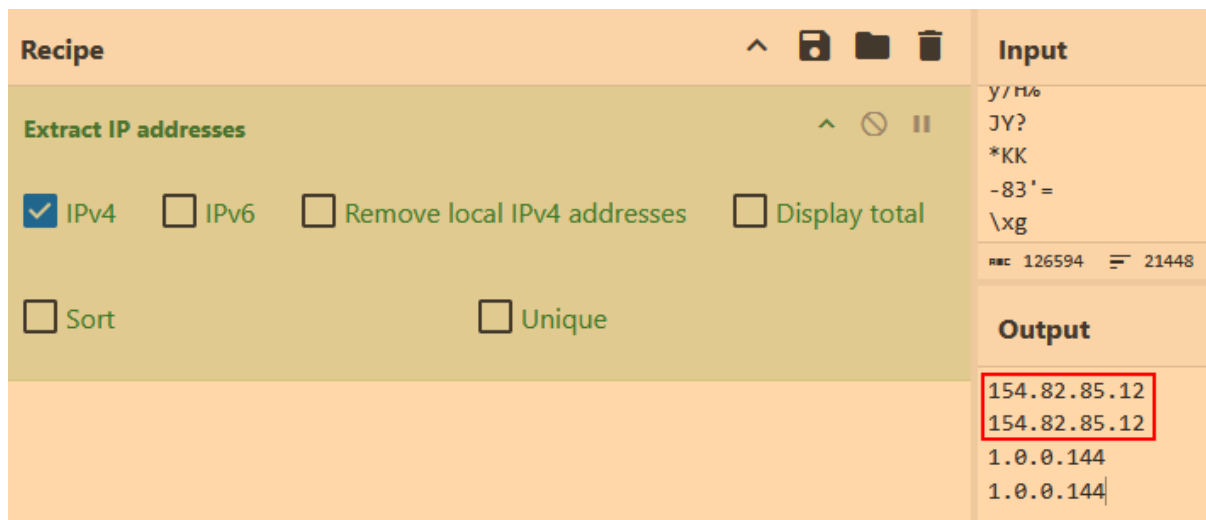 Recipe
Extract IP addresses
IPv4
IPv6
Remove local IPv4 addresses
Display total
Sort
Unique
Input
y/H%
JY?
*KK
-83'=
\xg
ABC 126594
21448
Output
154.82.85.12
154.82.85.12
1.0.0.144
1.0.0.144